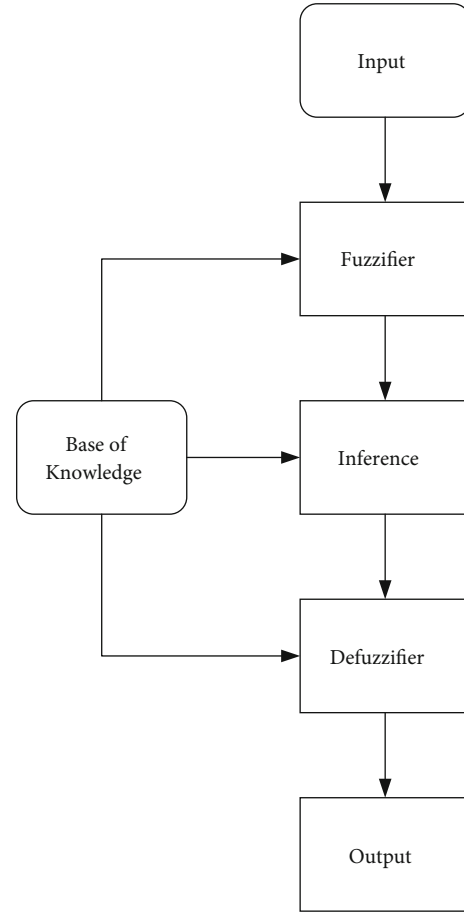 Input
Fuzzifier
Base of
Knowledge
Inference
Defuzzifier
Output